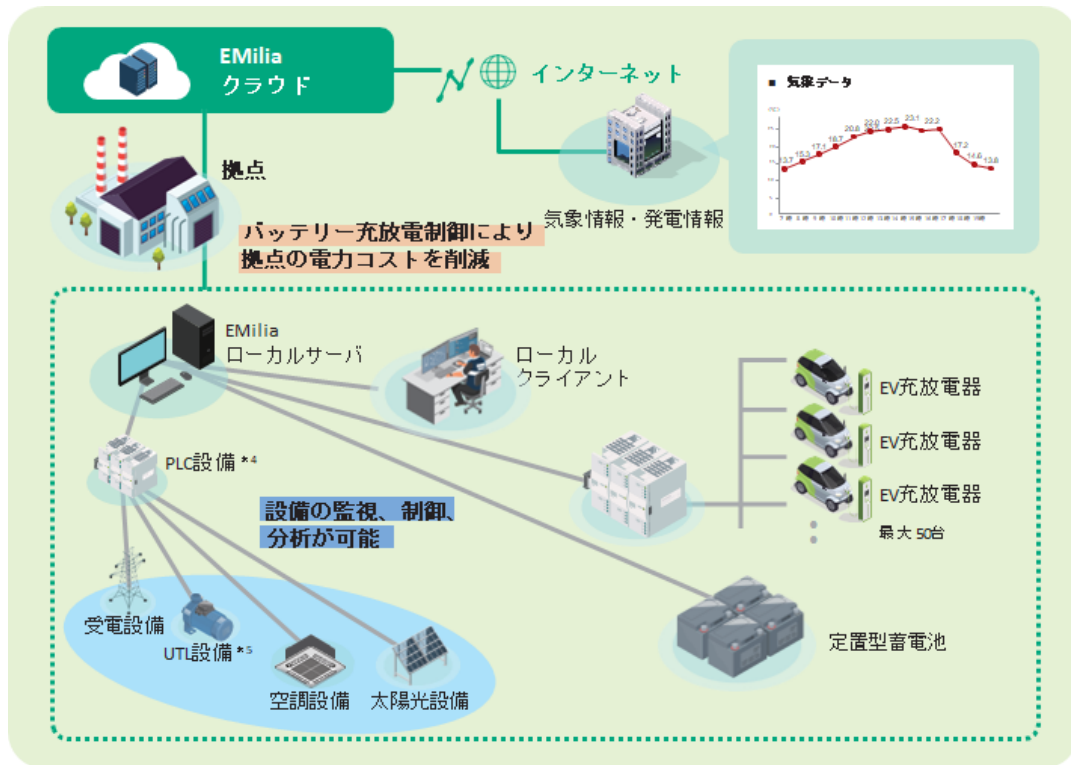 EMilia
クラウド
インターネット
■ 気象データ
13.7
15.3
17.1
18.7
20.8
22.0
22.5
23.1
22.2
17.2
14.6
13.8
拠点
気象情報・発電情報
バッテリー充放電制御により
拠点の電力コストを削減
EMilia
ローカルサーバ
ローカル
クライアント
EV充放電器
EV充放電器
EV充放電器
最大 50台
PLC設備 *4
設備の監視、制御、
分析が可能
受電設備
UTL設備 *5
空調設備
太陽光設備
定置型蓄電池